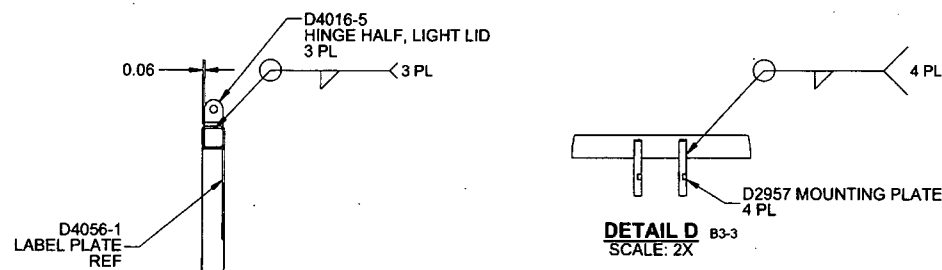 D4016-5
HINGE HALF, LIGHT LID
3 PL
0.06
3 PL
D4056-1
LABEL PLATE
REF
4 PL
D2957 MOUNTING PLATE
4 PL
DETAIL D B3-3
SCALE: 2X